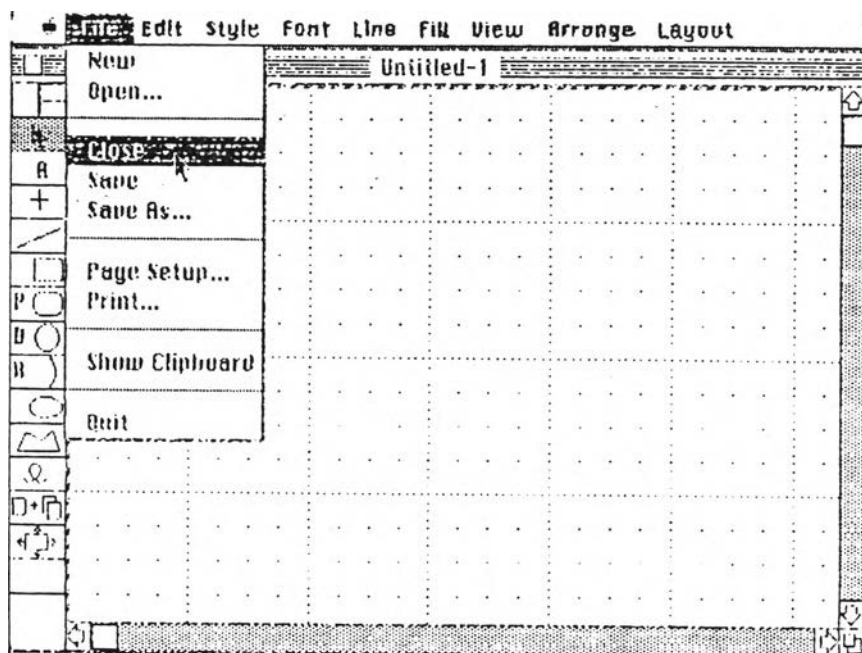 File Edit Style Font Line Fill View Arrange Layout
Untitled-1
New
Open...
Close
Save
Save As...
Page Setup...
Print...
Show Clipboard
Quit
A
P
D
R